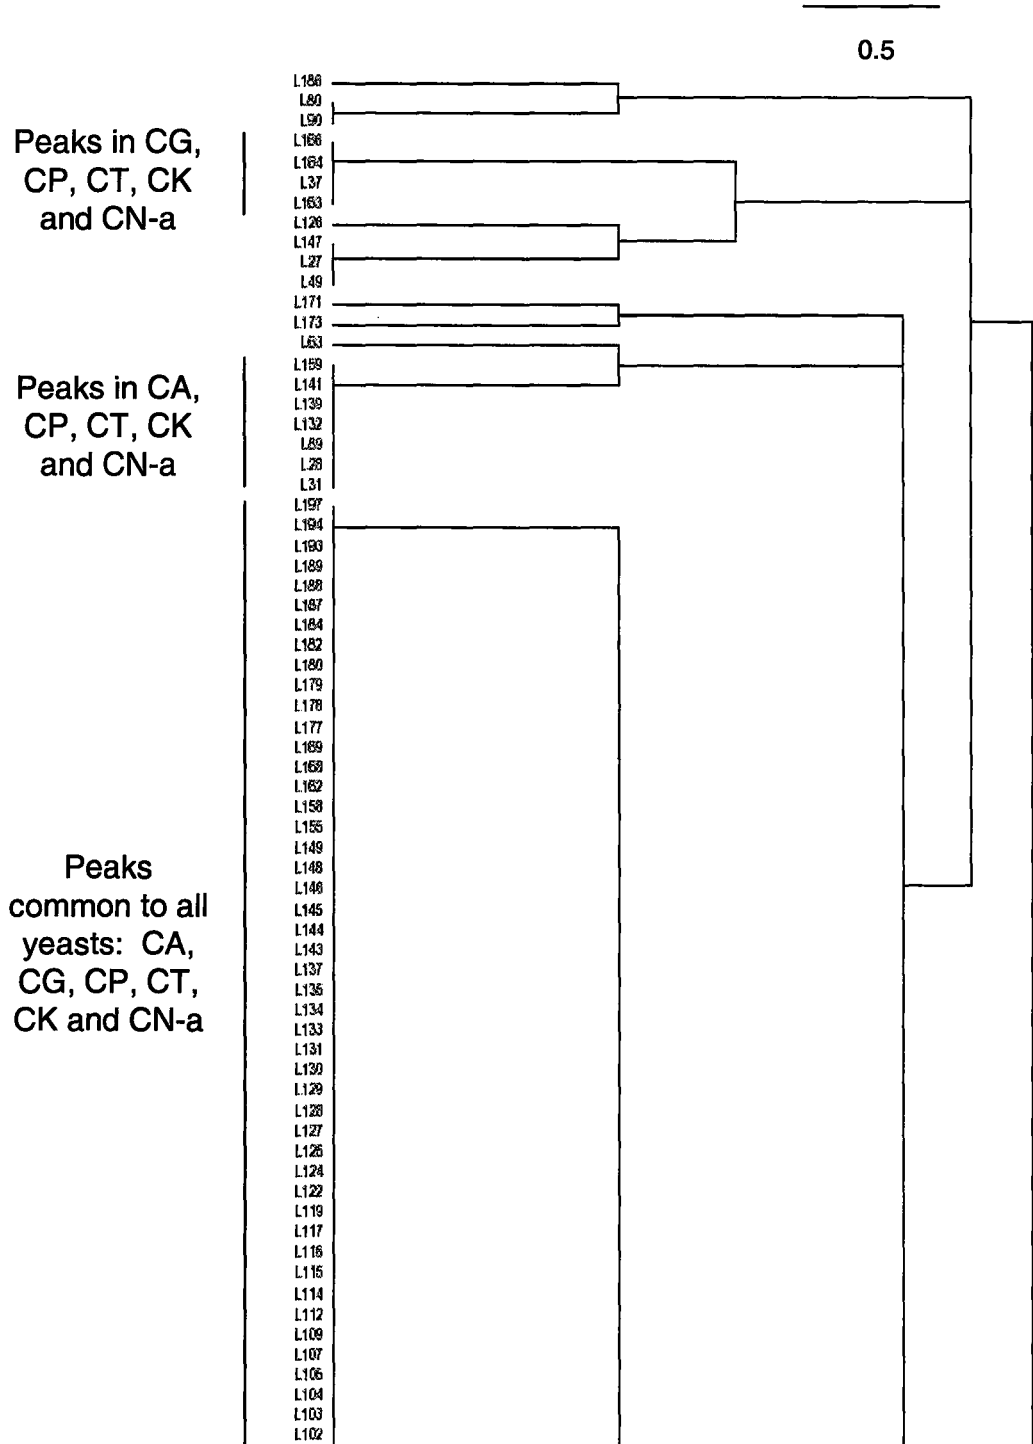 0.5
L186
L80
L90
L166
L164
L37
L163
L126
L147
L27
L49
L171
L173
L63
L159
L141
L139
L132
L89
L28
L31
L197
L194
L193
L189
L188
L187
L184
L182
L180
L179
L178
L177
L169
L168
L162
L158
L155
L149
L148
L146
L145
L144
L143
L137
L135
L134
L133
L131
L130
L129
L128
L127
L125
L124
L122
L119
L117
L116
L115
L114
L112
L109
L107
L106
L104
L103
L102
Peaks in CG,
CP, CT, CK
and CN-a
Peaks in CA,
CP, CT, CK
and CN-a
Peaks
common to all
yeasts: CA,
CG, CP, CT,
CK and CN-a